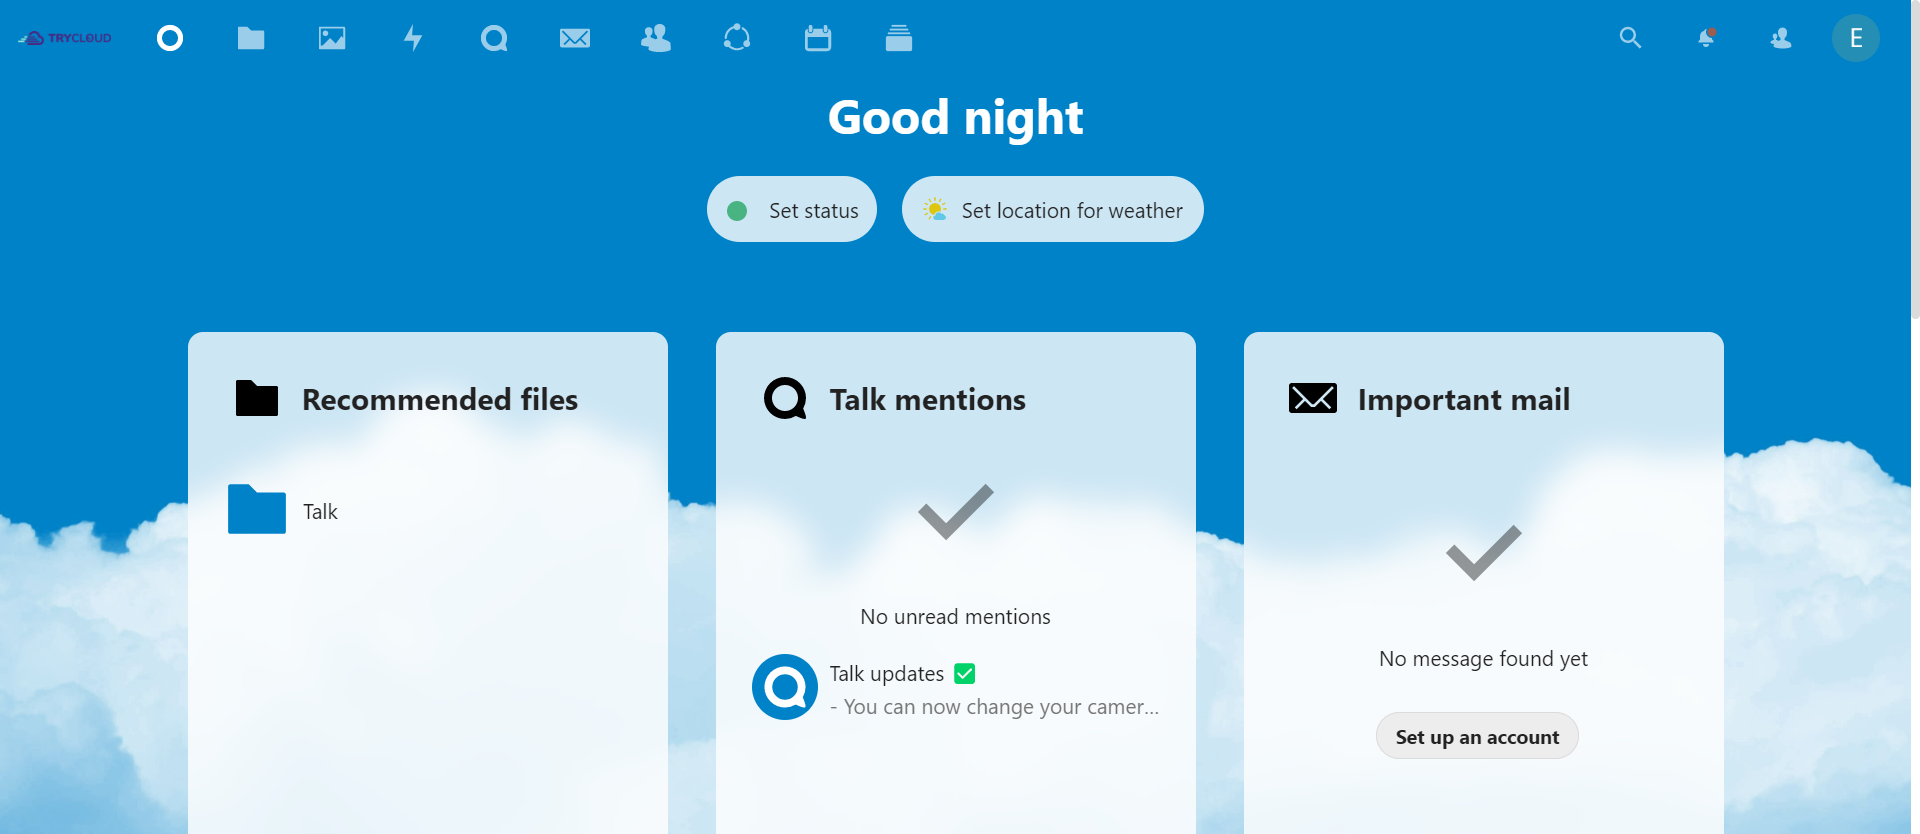 TRYCLOUD
E
Good night
Set status
Set location for weather
Recommended files
Talk
Talk mentions
No unread mentions
Talk updates ✅
- You can now change your camer...
Important mail
No message found yet
Set up an account